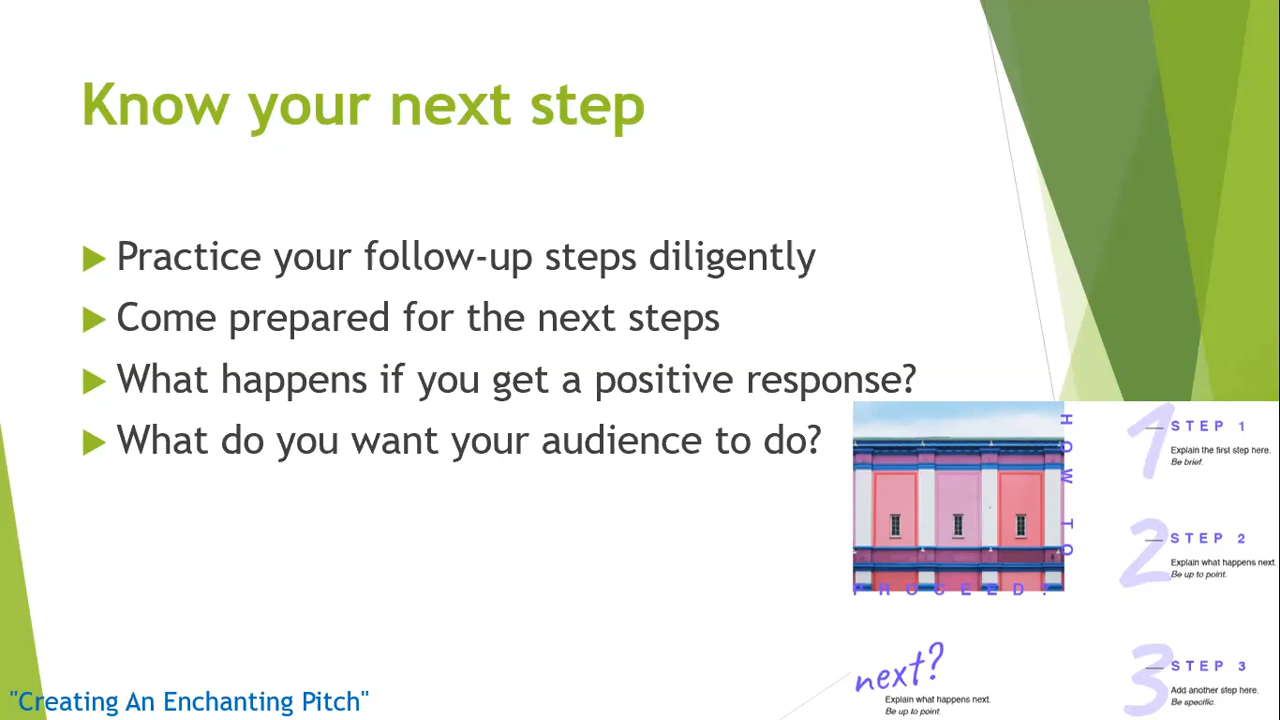 Know your next step
Practice your follow-up steps diligently
Come prepared for the next steps
What happens if you get a positive response?
What do you want your audience to do?
HOW TO
PROCEED?
STEP 1
Explain the first step here.
Be brief.
STEP 2
Explain what happens next.
Be up to point.
STEP 3
Add another step here.
Be specific.
1
2
3
next?
Explain what happens next.
Be up to point.
"Creating An Enchanting Pitch"